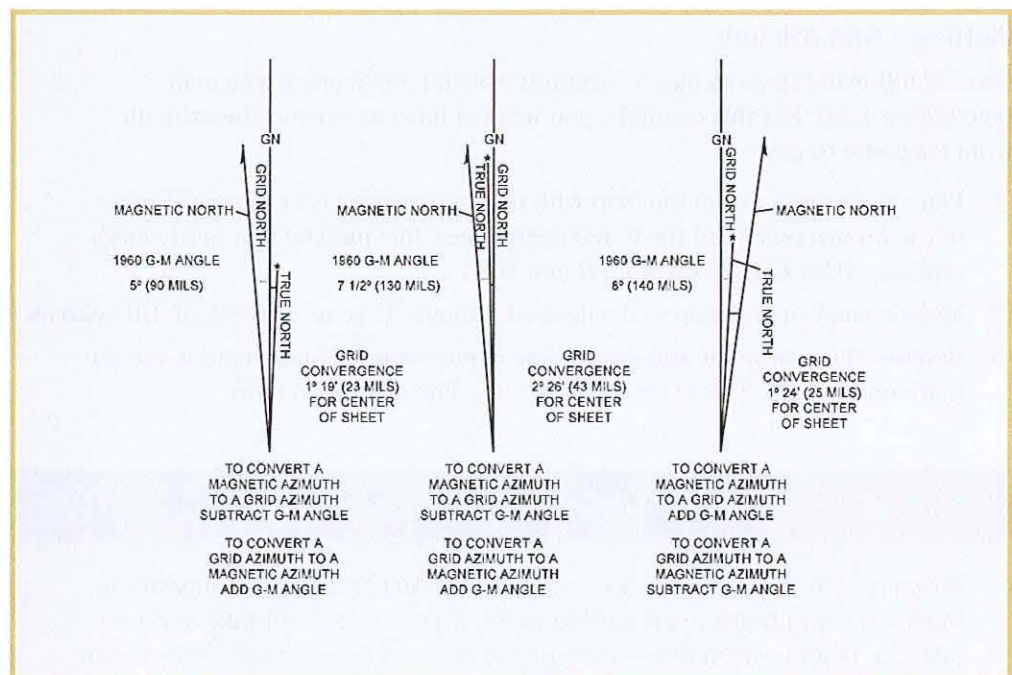 GN
GRID NORTH
MAGNETIC NORTH
1960 G-M ANGLE
5º (90 MILS)
*
TRUE NORTH
GRID
CONVERGENCE
1º 19' (23 MILS)
FOR CENTER
OF SHEET
TO CONVERT A
MAGNETIC AZIMUTH
TO A GRID AZIMUTH
SUBTRACT G-M ANGLE
TO CONVERT A
GRID AZIMUTH TO A
MAGNETIC AZIMUTH
ADD G-M ANGLE
GN
*
TRUE NORTH
GRID NORTH
MAGNETIC NORTH
1960 G-M ANGLE
7 1/2º (130 MILS)
GRID
CONVERGENCE
2º 26' (43 MILS)
FOR CENTER
OF SHEET
TO CONVERT A
MAGNETIC AZIMUTH
TO A GRID AZIMUTH
SUBTRACT G-M ANGLE
TO CONVERT A
GRID AZIMUTH TO A
MAGNETIC AZIMUTH
ADD G-M ANGLE
GN
GRID NORTH
*
MAGNETIC NORTH
1960 G-M ANGLE
8º (140 MILS)
TRUE NORTH
GRID
CONVERGENCE
1º 24' (25 MILS)
FOR CENTER
OF SHEET
TO CONVERT A
MAGNETIC AZIMUTH
TO A GRID AZIMUTH
ADD G-M ANGLE
TO CONVERT A
GRID AZIMUTH TO A
MAGNETIC AZIMUTH
SUBTRACT G-M ANGLE